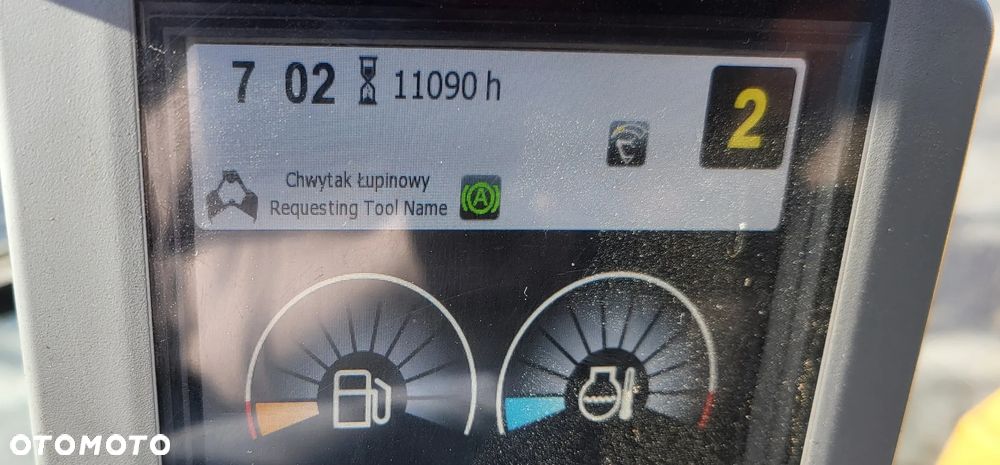 7 02 11090 h
2
Chwytak Łupinowy
Requesting Tool Name
A
OTOMOTO